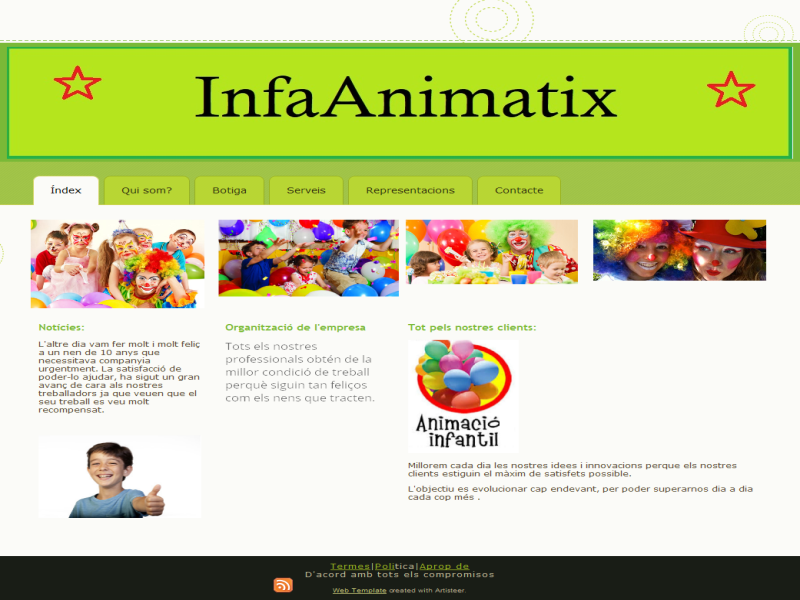 InfaAnimatix
Índex
Qui som?
Botiga
Serveis
Representacions
Contacte
Notícies:
L'altre dia vam fer molt i molt feliç
a un nen de 10 anys que
necessitava companyia
urgentment. La satisfacció de
poder-lo ajudar, ha sigut un gran
avanç de cara als nostres
treballadors ja que veuen que el
seu treball es veu molt
recompensat.
Organització de l'empresa
Tots els nostres
professionals obtén de la
millor condició de treball
perquè siguin tan feliços
com els nens que tracten.
Tot pels nostres clients:
Animació
infantil
Millorem cada dia les nostres idees i innovacions perque els nostres
clients estiguin el màxim de satisfets possible.
L'objectiu es evolucionar cap endevant, per poder superarnos dia a dia
cada cop més .
Termes|Politica|Aprop de
D'acord amb tots els compromisos
Web Template created with Artisteer.